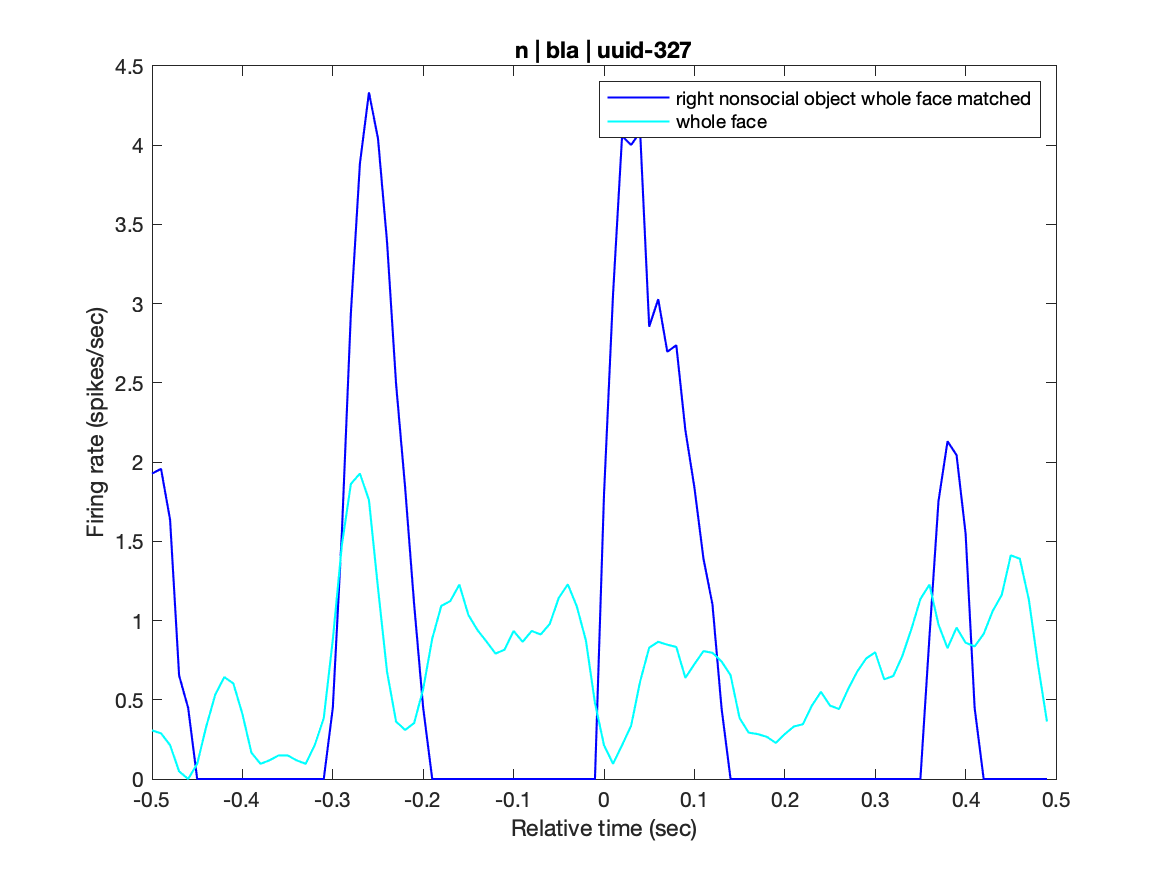 n | bla | uuid-327
right nonsocial object whole face matched
whole face
4.5
4
3.5
3
2.5
2
1.5
1
0.5
0
Firing rate (spikes/sec)
-0.5 -0.4 -0.3 -0.2 -0.1 0 0.1 0.2 0.3 0.4 0.5
Relative time (sec)